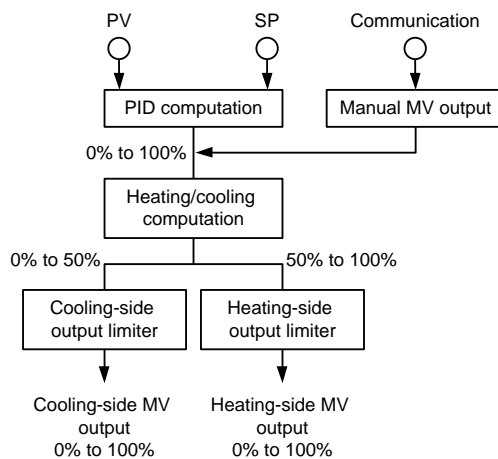 PV
SP
Communication
PID computation
Manual MV output
0% to 100%
Heating/cooling
computation
0% to 50%
50% to 100%
Cooling-side
output limiter
Heating-side
output limiter
Cooling-side MV
output
0% to 100%
Heating-side MV
output
0% to 100%